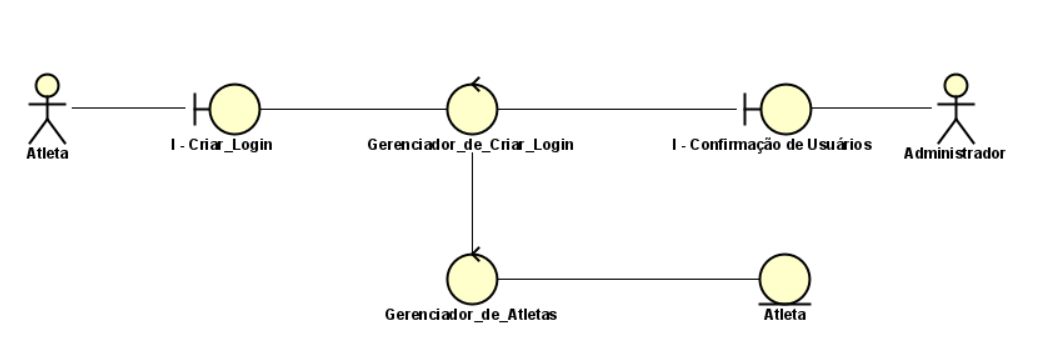 Atleta
I - Criar_Login
Gerenciador_de_Criar_Login
I - Confirmação de Usuários
Administrador
Gerenciador_de_Atletas
Atleta